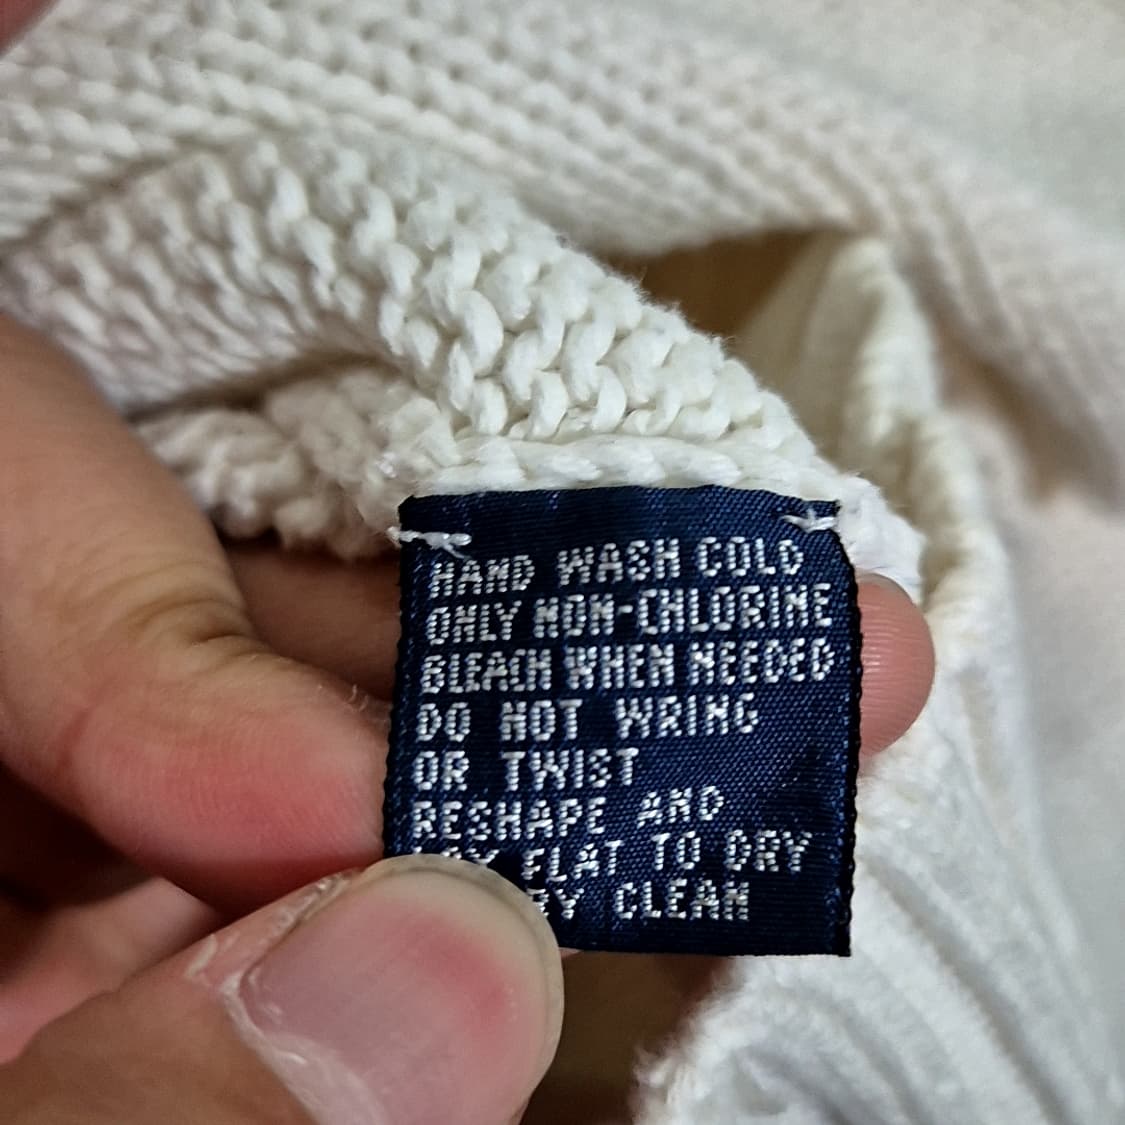 HAND WASH COLD
ONLY NON-CHLORINE
BLEACH WHEN NEEDED
DO NOT WRING
OR TWIST
RESHAPE AND
LAY FLAT TO DRY
CLEAN